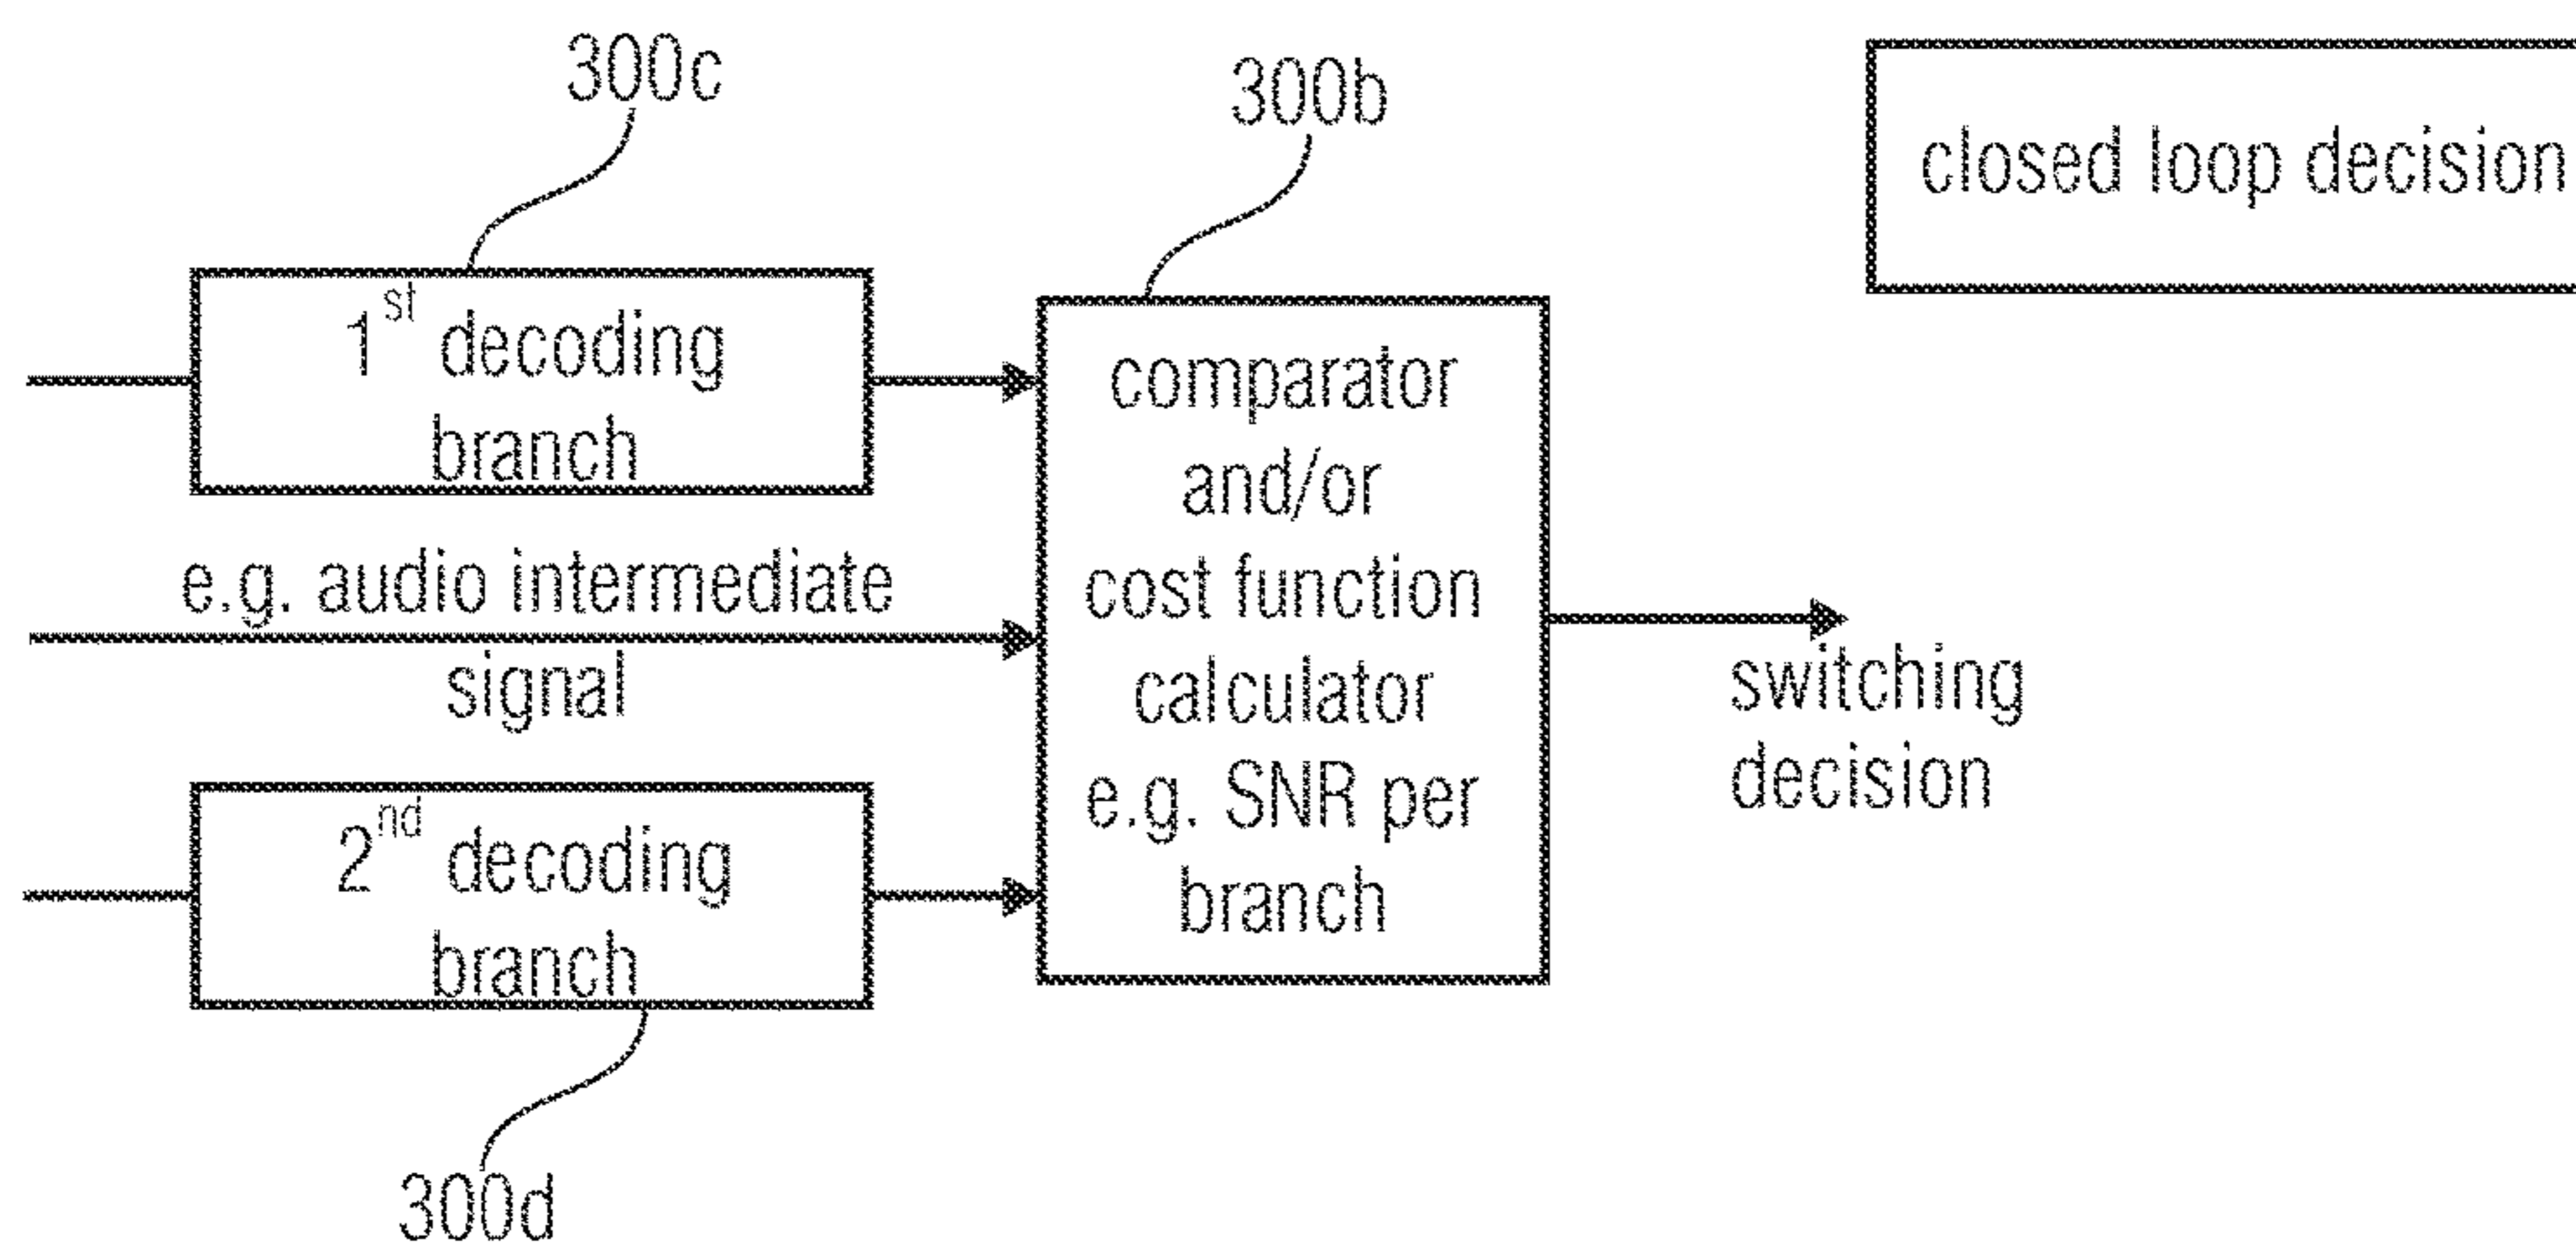 300c
300b
closed loop decision
1st decoding
branch
e.g. audio intermediate
signal
2nd decoding
branch
comparator
and/or
cost function
calculator
e.g. SNR per
branch
switching
decision
300d